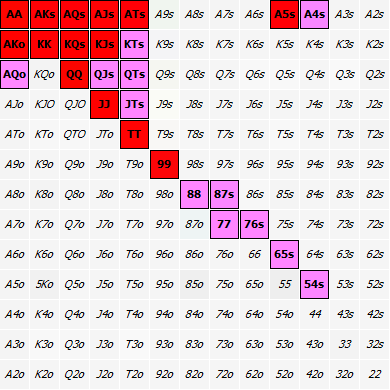 AA AKs AQs AJs ATs A9s A8s A7s A6s A5s A4s A3s A2s
AKo KK KQs KJs KTs K9s K8s K7s K6s K5s K4s K3s K2s
AQo KQo QQ QJs QTs Q9s Q8s Q7s Q6s Q5s Q4s Q3s Q2s
AJo KJO QJO JJ JTs J9s J8s J7s J6s J5s J4s J3s J2s
ATo KTo QTO JTo TT T9s T8s T7s T6s T5s T4s T3s T2s
A9o K9o Q9o J9o T9o 99 98s 97s 96s 95s 94s 93s 92s
A8o K8o Q8o J8o T8o 98o 88 87s 86s 85s 84s 83s 82s
A7o K7o Q7o J7o T7o 97o 87o 77 76s 75s 74s 73s 72s
A6o K6o Q6o J6o T6o 96o 86o 76o 66 65s 64s 63s 62s
A5o 5Ko Q5o J5o T5o 95o 85o 75o 65o 55 54s 53s 52s
A4o K4o Q4o J4o T4o 94o 84o 74o 64o 54o 44 43s 42s
A3o K3o Q3o J3o T3o 93o 83o 73o 63o 53o 43o 33 32s
A2o K2o Q2o J2o T2o 92o 82o 72o 62o 52o 42o 32o 22